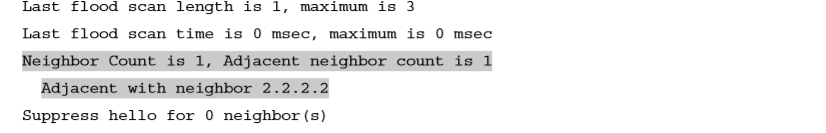 Last flood scan length is 1, maximum is 3
Last flood scan time is 0 msec, maximum is 0 msec
Neighbor Count is 1, Adjacent neighbor count is 1
Adjacent with neighbor 2.2.2.2
Suppress hello for 0 neighbor(s)